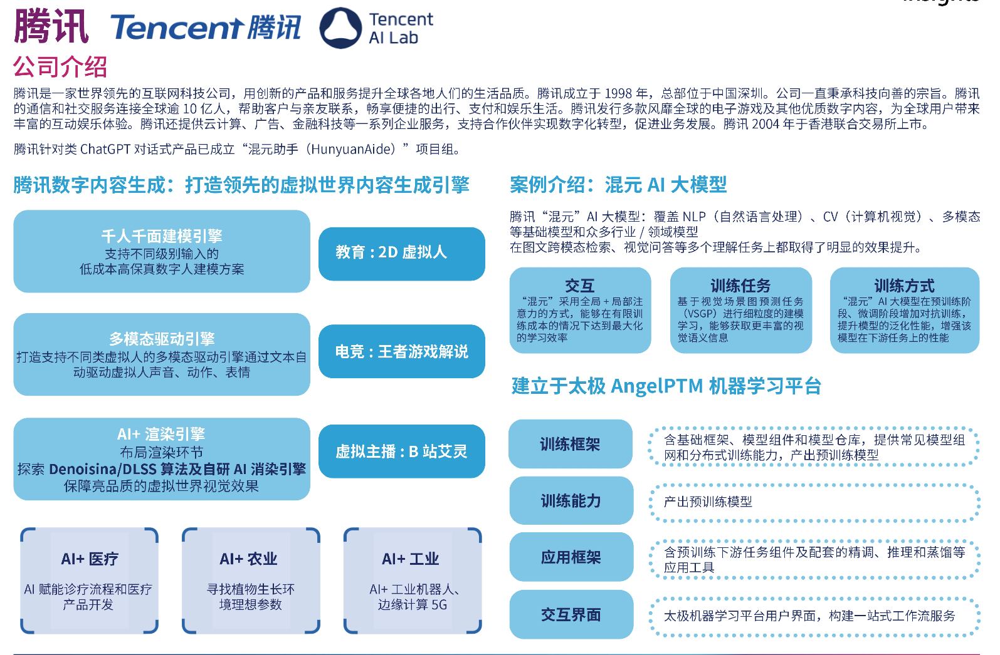 insights
腾讯
Tencent腾讯
Tencent
AI Lab
公司介绍
腾讯是一家世界领先的互联网科技公司，用创新的产品和服务提升全球各地人们的生活品质。腾讯成立于 1998 年，总部位于中国深圳。公司一直秉承科技向善的宗旨。腾讯
的通信和社交服务连接全球逾 10 亿人，帮助客户与亲友联系，畅享便捷的出行、支付和娱乐生活。腾讯发行多款风靡全球的电子游戏及其他优质数字内容，为全球用户带来
丰富的互动娱乐体验。腾讯还提供云计算、广告、金融科技等一系列企业服务，支持合作伙伴实现数字化转型，促进业务发展。腾讯 2004 年于香港联合交易所上市。
腾讯针对类 ChatGPT 对话式产品已成立“混元助手（HunyuanAide）”项目组。
腾讯数字内容生成：打造领先的虚拟世界内容生成引擎
千人千面建模引擎
支持不同级别输入的
低成本高保真数字人建模方案
教育 : 2D 虚拟人
多模态驱动引擎
打造支持不同类虚拟人的多模态驱动引擎通过文本自
动驱动虚拟人声音、动作、表情
电竞 : 王者游戏解说
AI+ 渲染引擎
布局渲染环节
探索 Denoisina/DLSS 算法及自研 AI 消染引擎
保障亮品质的虚拟世界视觉效果
虚拟主播 : B 站艾灵
AI+ 医疗
AI 赋能诊疗流程和医疗
产品开发
AI+ 农业
寻找植物生长环
境理想参数
AI+ 工业
AI+ 工业机器人、
边缘计算 5G
案例介绍：混元 AI 大模型
腾讯“混元”AI 大模型：覆盖 NLP（自然语言处理）、CV（计算机视觉）、多模态
等基础模型和众多行业 / 领域模型
在图文跨模态检索、视觉问答等多个理解任务上都取得了明显的效果提升。
交互
“混元”采用全局 + 局部注
意力的方式，能够在有限训
练成本的情况下达到最大化
的学习效率
训练任务
基于视觉场景图预测任务
（VSGP）进行细粒度的建模
学习，能够获取更丰富的视
觉语义信息
训练方式
“混元”AI 大模型在预训练阶
段、微调阶段增加对抗训练，
提升模型的泛化性能，增强该
模型在下游任务上的性能
建立于太极 AngelPTM 机器学习平台
训练框架
含基础框架、模型组件和模型仓库，提供常见模型组
网和分布式训练能力，产出预训练模型
训练能力
产出预训练模型
应用框架
含预训练下游任务组件及配套的精调、推理和蒸馏等
应用工具
交互界面
太极机器学习平台用户界面，构建一站式工作流服务